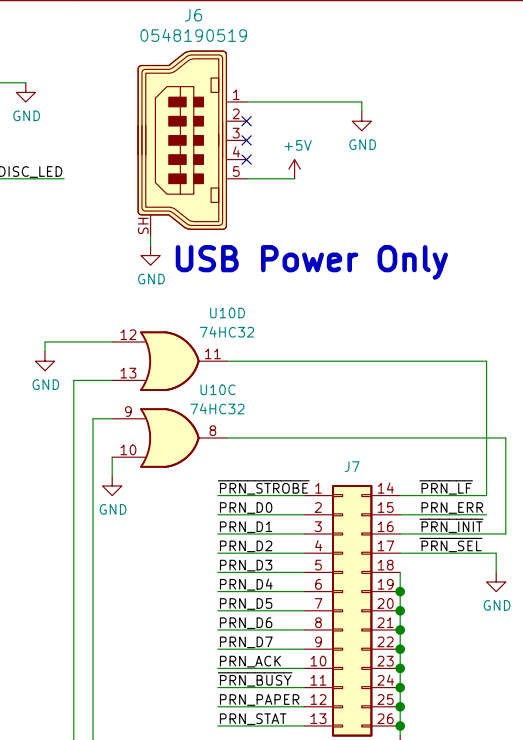 J6
0548190519
1
2
3
4
5
SH
GND
GND
+5V
DISC_LED
GND
USB Power Only
U10D
74HC32
12
13
11
GND
U10C
74HC32
9
10
8
GND
J7
PRN_STROBE 1 14 PRN_LF
PRN_D0 2 15 PRN_ERR
PRN_D1 3 16 PRN_INIT
PRN_D2 4 17 PRN_SEL
PRN_D3 5 18
PRN_D4 6 19
PRN_D5 7 20
PRN_D6 8 21
PRN_D7 9 22
PRN_ACK 10 23
PRN_BUSY 11 24
PRN_PAPER 12 25
PRN_STAT 13 26
GND